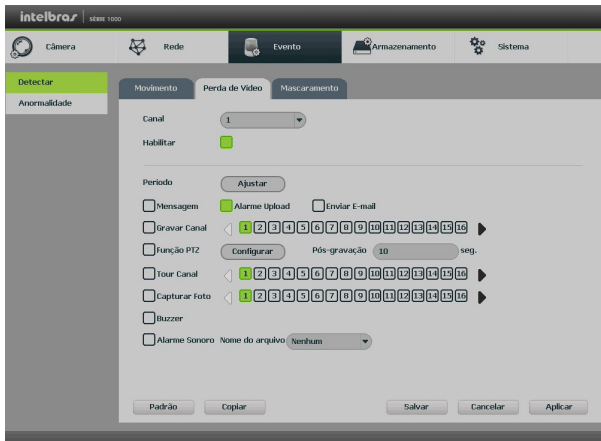 intelbras SÉRIE 1000
Câmera Rede Evento Armazenamento Sistema
Detectar
Anormalidade
Movimento Perda de Vídeo Mascaramento
Canal 1
Habilitar
Período Ajustar
Mensagem Alarme Upload Enviar E-mail
Gravar Canal 1 2 3 4 5 6 7 8 9 10 11 12 13 14 15 16
Função PTZ Configurar Pós-gravação 10 seg.
Tour Canal 1 2 3 4 5 6 7 8 9 10 11 12 13 14 15 16
Capturar Foto 1 2 3 4 5 6 7 8 9 10 11 12 13 14 15 16
Buzzer
Alarme Sonoro Nome do arquivo Nenhum
Padrão Copiar Salvar Cancelar Aplicar